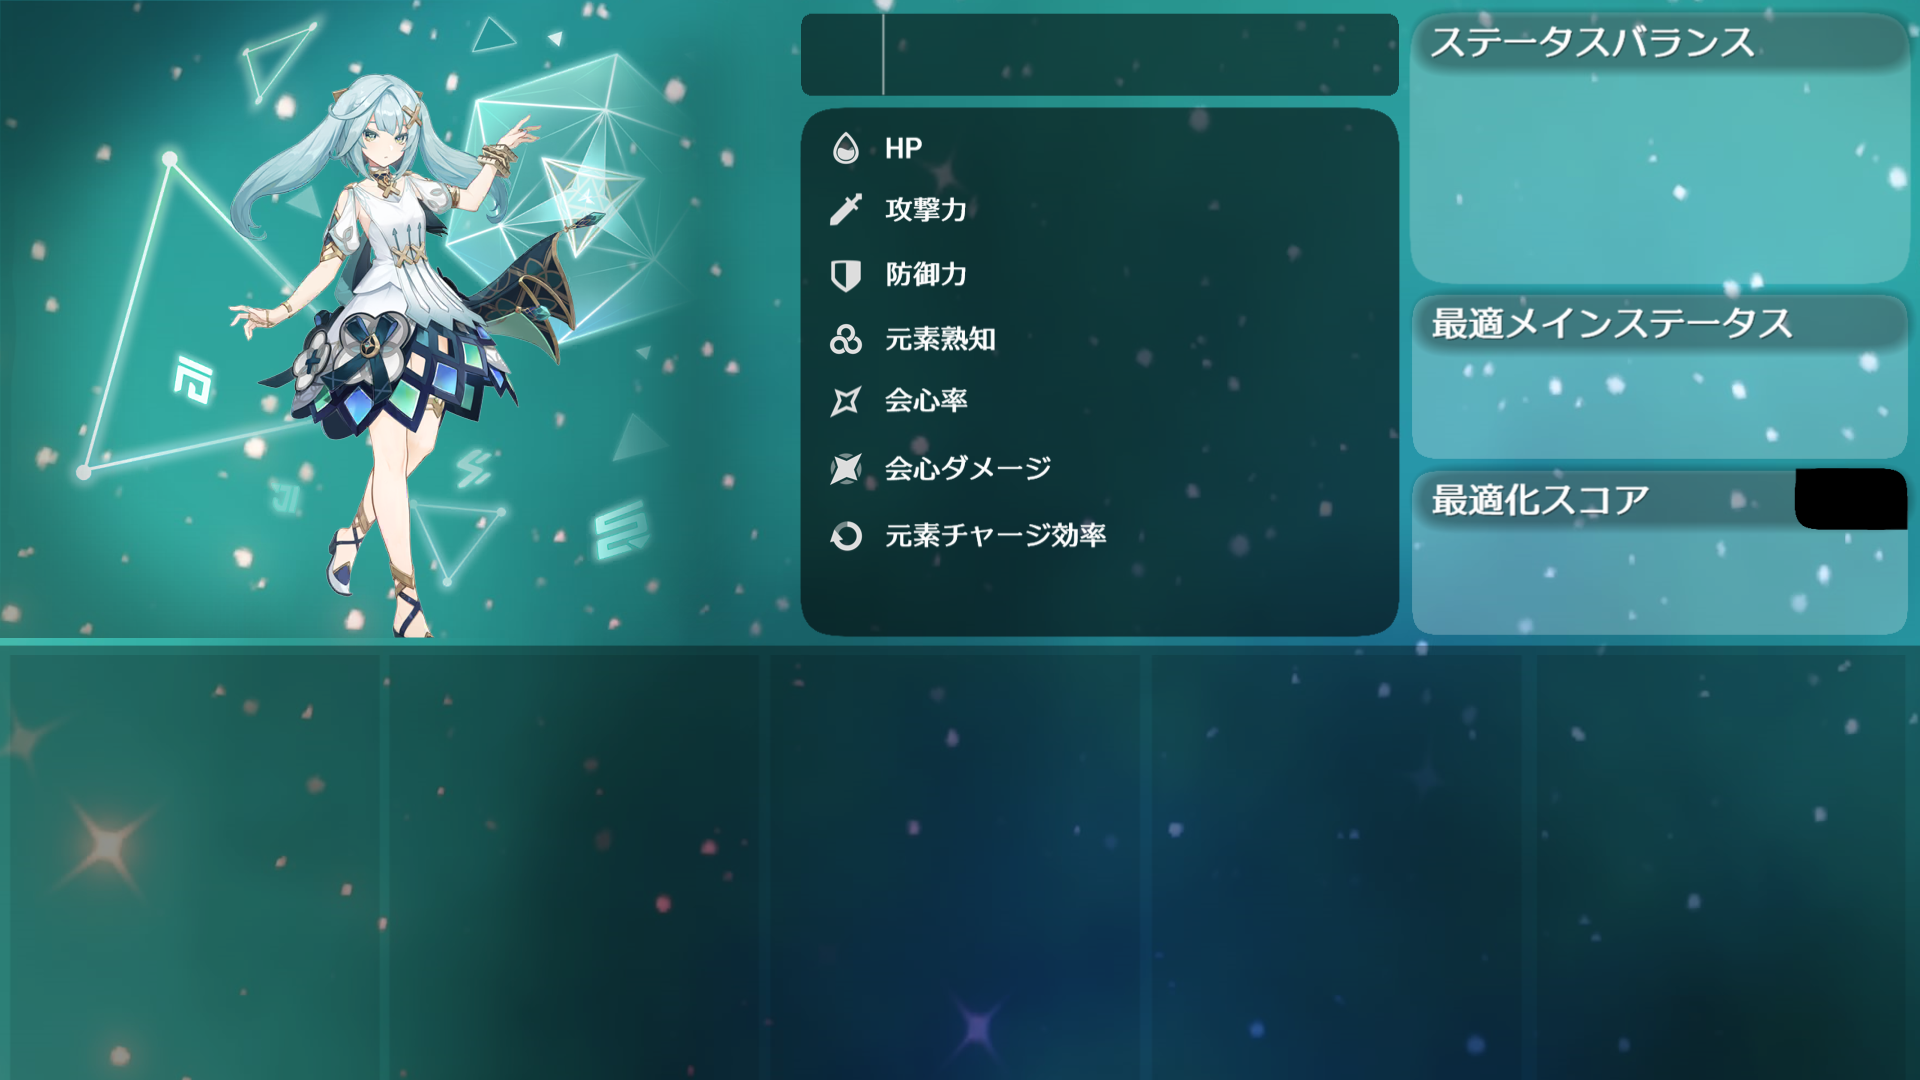 HP
攻撃力
防御力
元素熟知
会心率
会心ダメージ
元素チャージ効率
ステータスバランス
最適メインステータス
最適化スコア